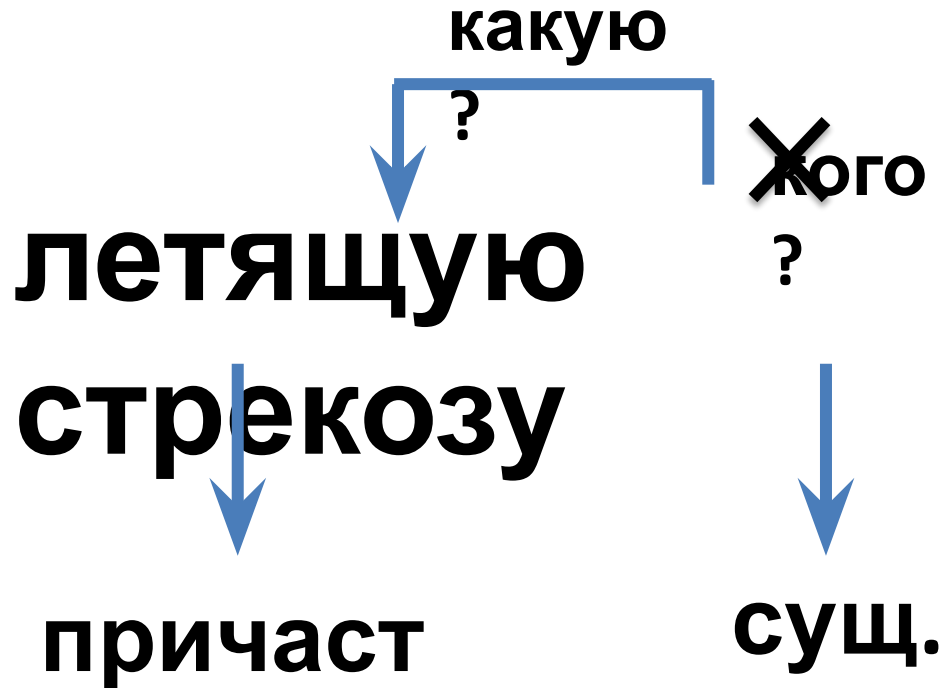 какую
?
кого
?
летящую
стрекозу
причаст
сущ.